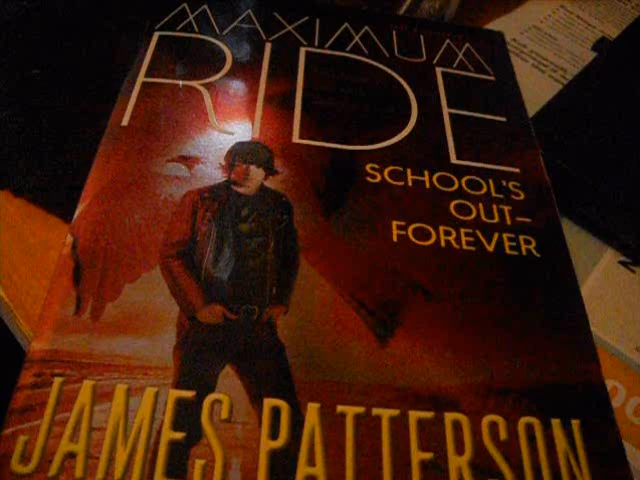 MAXIMUM
RIDE
SCHOOL'S
OUT–
FOREVER
JAMES PATTERSON